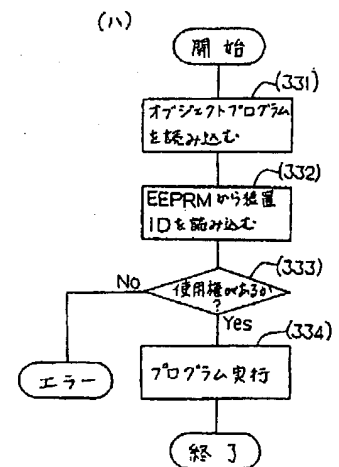 (ハ)
開始
(331)
オブジェクトプログラム
を読み込む
(332)
EEPRMから装置
IDを読み込む
(333)
使用権があるか
?
No
Yes
(334)
エラー
プログラム実行
終了